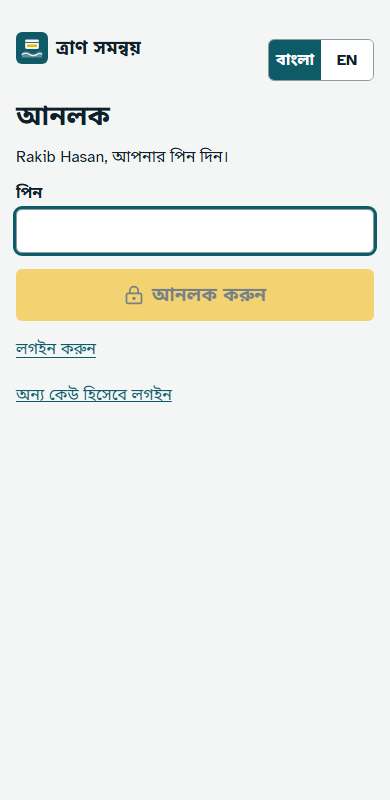 ত্রাণ সমন্বয়
বাংলা EN
আনলক
Rakib Hasan, আপনার পিন দিন।
পিন
আনলক করুন
লগইন করুন
অন্য কেউ হিসেবে লগইন